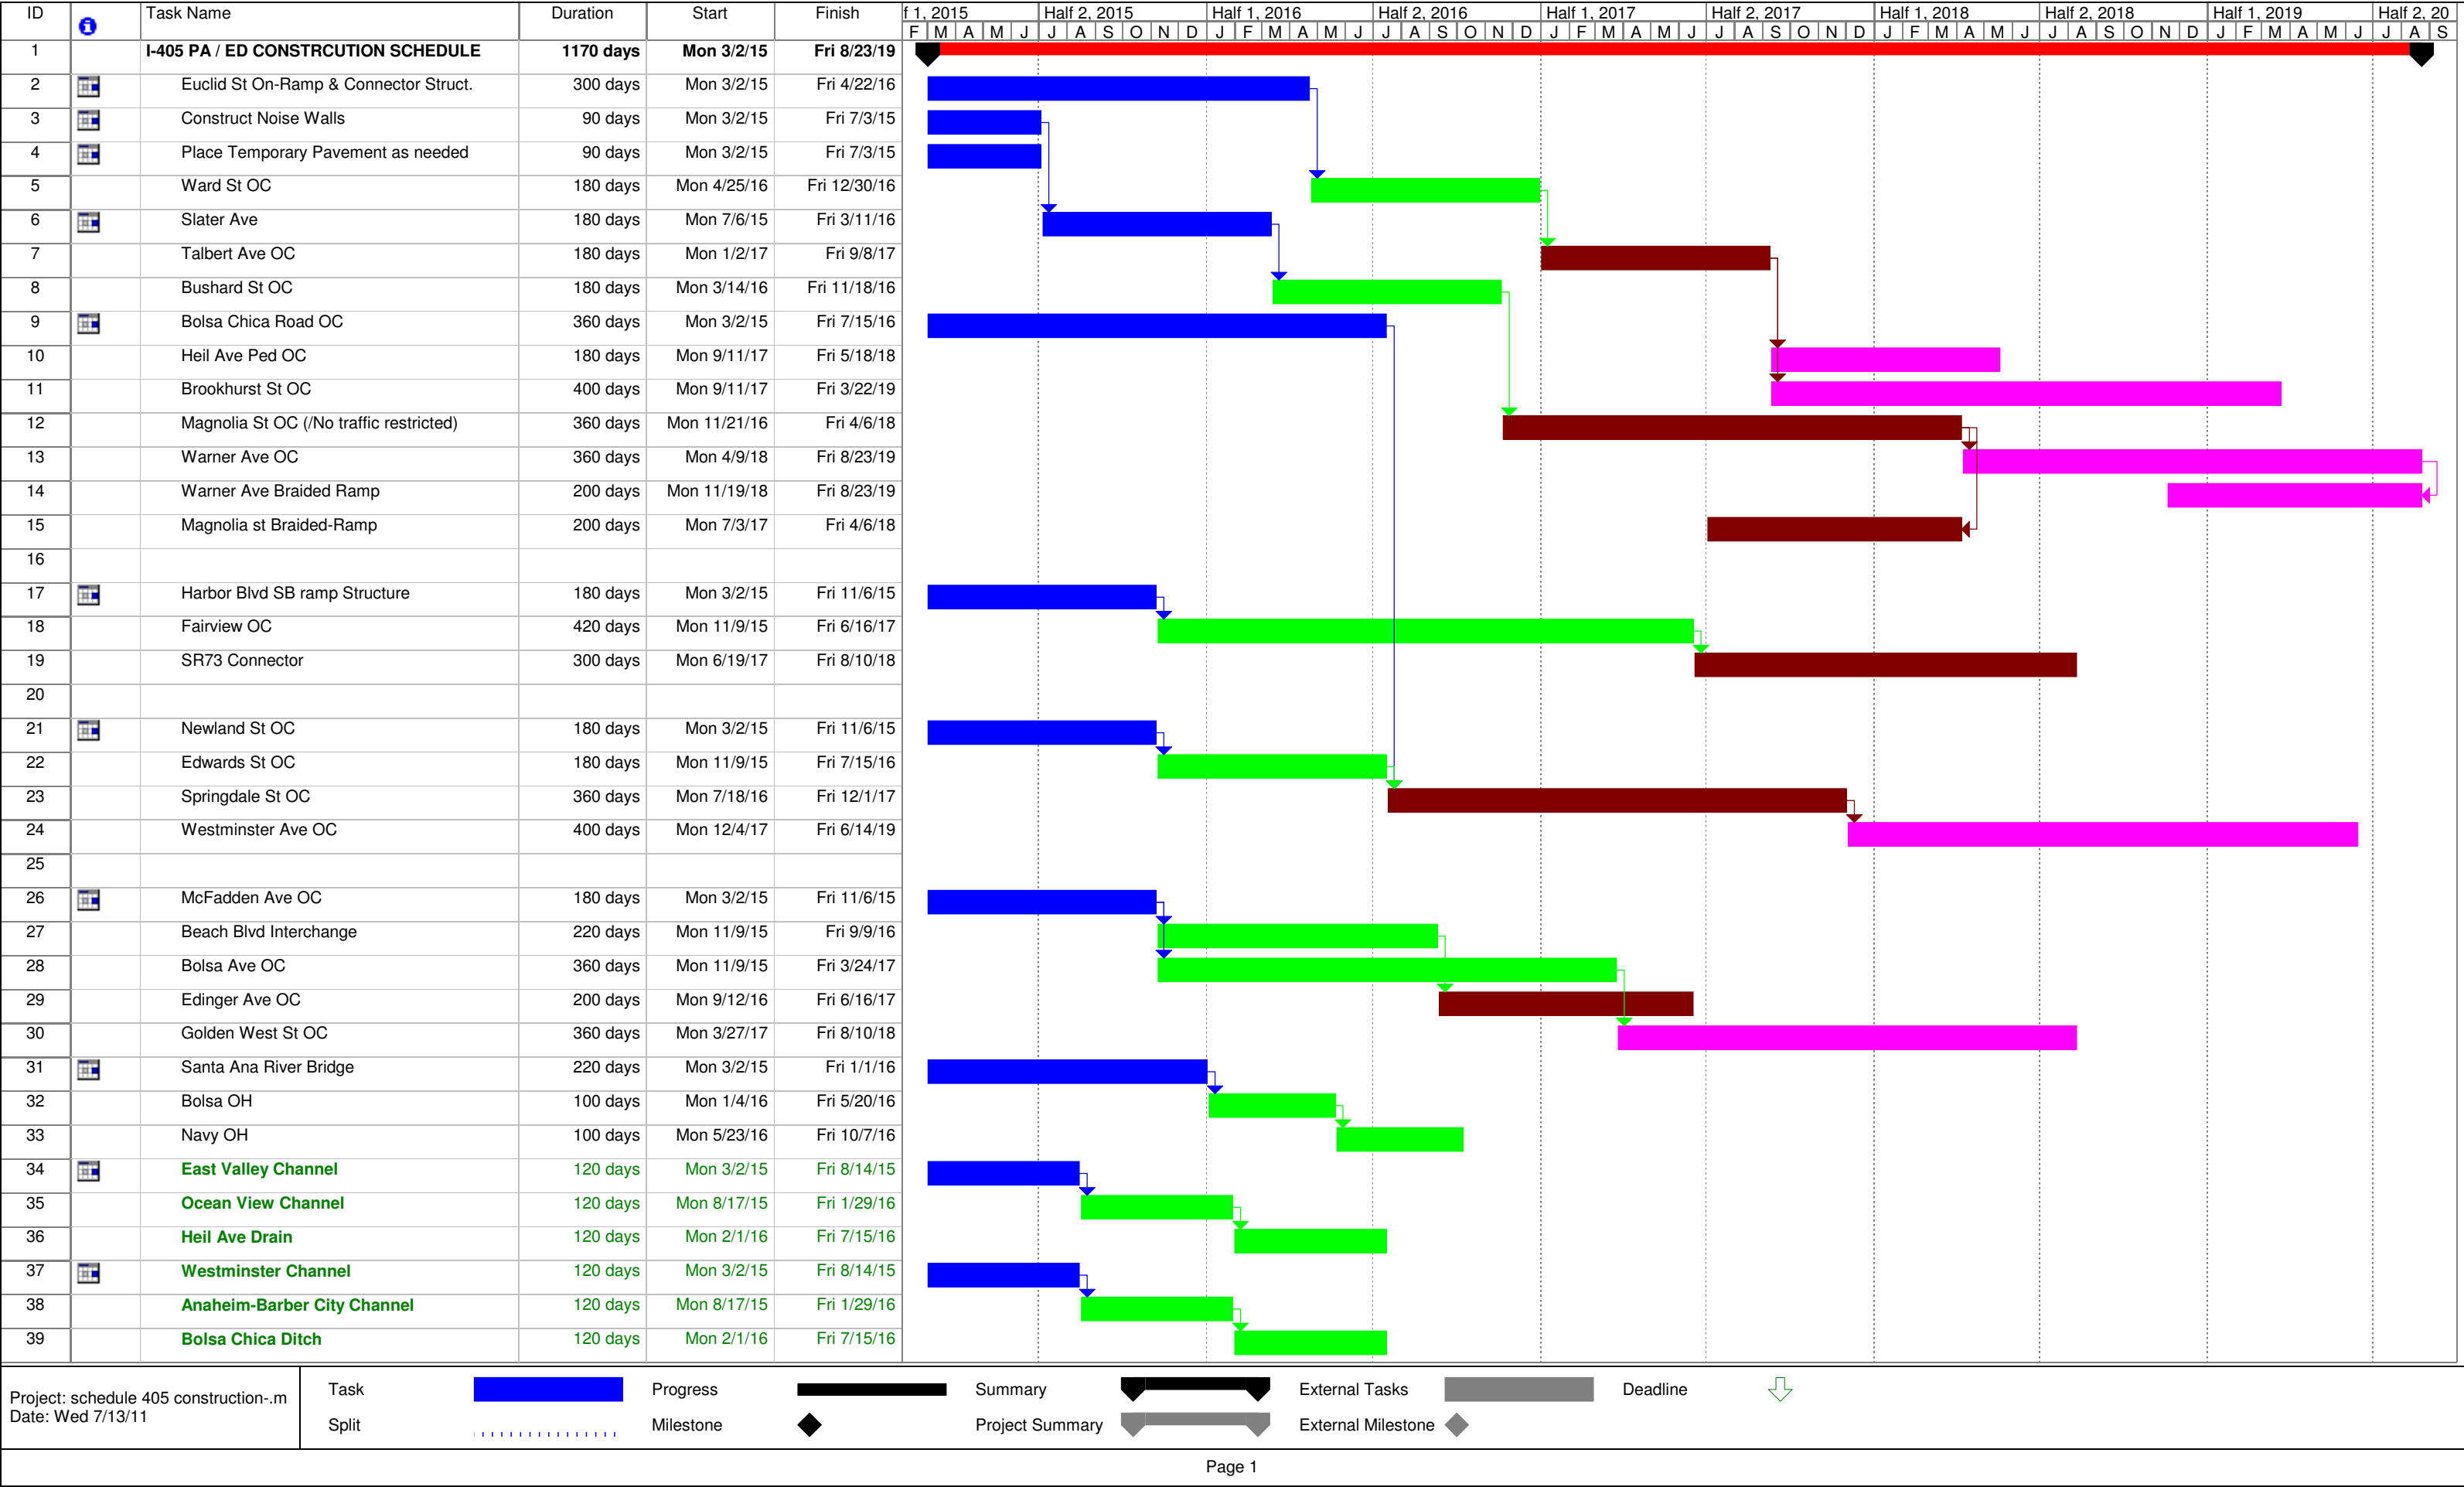 ID Task Name Duration Start Finish f 1, 2015 Half 2, 2015 Half 1, 2016 Half 2, 2016 Half 1, 2017 Half 2, 2017 Half 1, 2018 Half 2, 2018 Half 1, 2019 Half 2, 20
F M A M J J A S O N D J F M A M J J A S O N D J F M A M J J A S O N D J F M A M J J A S O N D J F M A M J J A S
1 I-405 PA / ED CONSTRCUTION SCHEDULE 1170 days Mon 3/2/15 Fri 8/23/19
2 Euclid St On-Ramp & Connector Struct. 300 days Mon 3/2/15 Fri 4/22/16
3 Construct Noise Walls 90 days Mon 3/2/15 Fri 7/3/15
4 Place Temporary Pavement as needed 90 days Mon 3/2/15 Fri 7/3/15
5 Ward St OC 180 days Mon 4/25/16 Fri 12/30/16
6 Slater Ave 180 days Mon 7/6/15 Fri 3/11/16
7 Talbert Ave OC 180 days Mon 1/2/17 Fri 9/8/17
8 Bushard St OC 180 days Mon 3/14/16 Fri 11/18/16
9 Bolsa Chica Road OC 360 days Mon 3/2/15 Fri 7/15/16
10 Heil Ave Ped OC 180 days Mon 9/11/17 Fri 5/18/18
11 Brookhurst St OC 400 days Mon 9/11/17 Fri 3/22/19
12 Magnolia St OC (/No traffic restricted) 360 days Mon 11/21/16 Fri 4/6/18
13 Warner Ave OC 360 days Mon 4/9/18 Fri 8/23/19
14 Warner Ave Braided Ramp 200 days Mon 11/19/18 Fri 8/23/19
15 Magnolia st Braided-Ramp 200 days Mon 7/3/17 Fri 4/6/18
16
17 Harbor Blvd SB ramp Structure 180 days Mon 3/2/15 Fri 11/6/15
18 Fairview OC 420 days Mon 11/9/15 Fri 6/16/17
19 SR73 Connector 300 days Mon 6/19/17 Fri 8/10/18
20
21 Newland St OC 180 days Mon 3/2/15 Fri 11/6/15
22 Edwards St OC 180 days Mon 11/9/15 Fri 7/15/16
23 Springdale St OC 360 days Mon 7/18/16 Fri 12/1/17
24 Westminster Ave OC 400 days Mon 12/4/17 Fri 6/14/19
25
26 McFadden Ave OC 180 days Mon 3/2/15 Fri 11/6/15
27 Beach Blvd Interchange 220 days Mon 11/9/15 Fri 9/9/16
28 Bolsa Ave OC 360 days Mon 11/9/15 Fri 3/24/17
29 Edinger Ave OC 200 days Mon 9/12/16 Fri 6/16/17
30 Golden West St OC 360 days Mon 3/27/17 Fri 8/10/18
31 Santa Ana River Bridge 220 days Mon 3/2/15 Fri 1/1/16
32 Bolsa OH 100 days Mon 1/4/16 Fri 5/20/16
33 Navy OH 100 days Mon 5/23/16 Fri 10/7/16
34 East Valley Channel 120 days Mon 3/2/15 Fri 8/14/15
35 Ocean View Channel 120 days Mon 8/17/15 Fri 1/29/16
36 Heil Ave Drain 120 days Mon 2/1/16 Fri 7/15/16
37 Westminster Channel 120 days Mon 3/2/15 Fri 8/14/15
38 Anaheim-Barber City Channel 120 days Mon 8/17/15 Fri 1/29/16
39 Bolsa Chica Ditch 120 days Mon 2/1/16 Fri 7/15/16
Project: schedule 405 construction-.m
Date: Wed 7/13/11
Task Progress Summary External Tasks Deadline
Split Milestone Project Summary External Milestone
Page 1